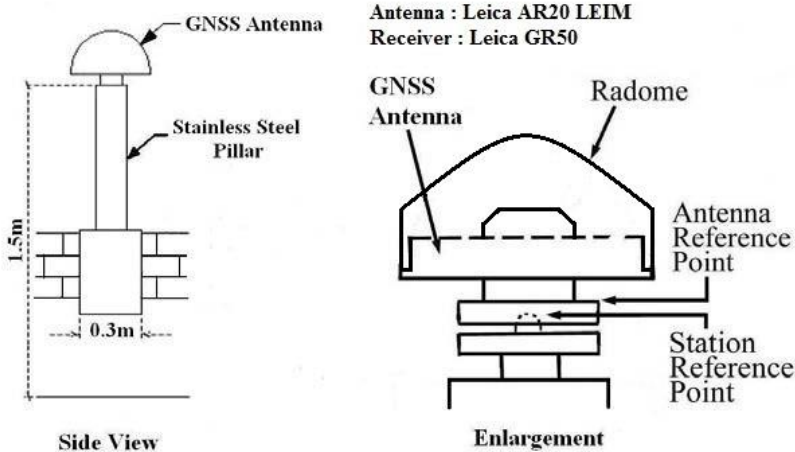 GNSS Antenna
Stainless Steel
Pillar
1.5m
0.3m
Side View
Antenna : Leica AR20 LEIM
Receiver : Leica GR50
GNSS
Antenna
Radome
Antenna
Reference
Point
Station
Reference
Point
Enlargement